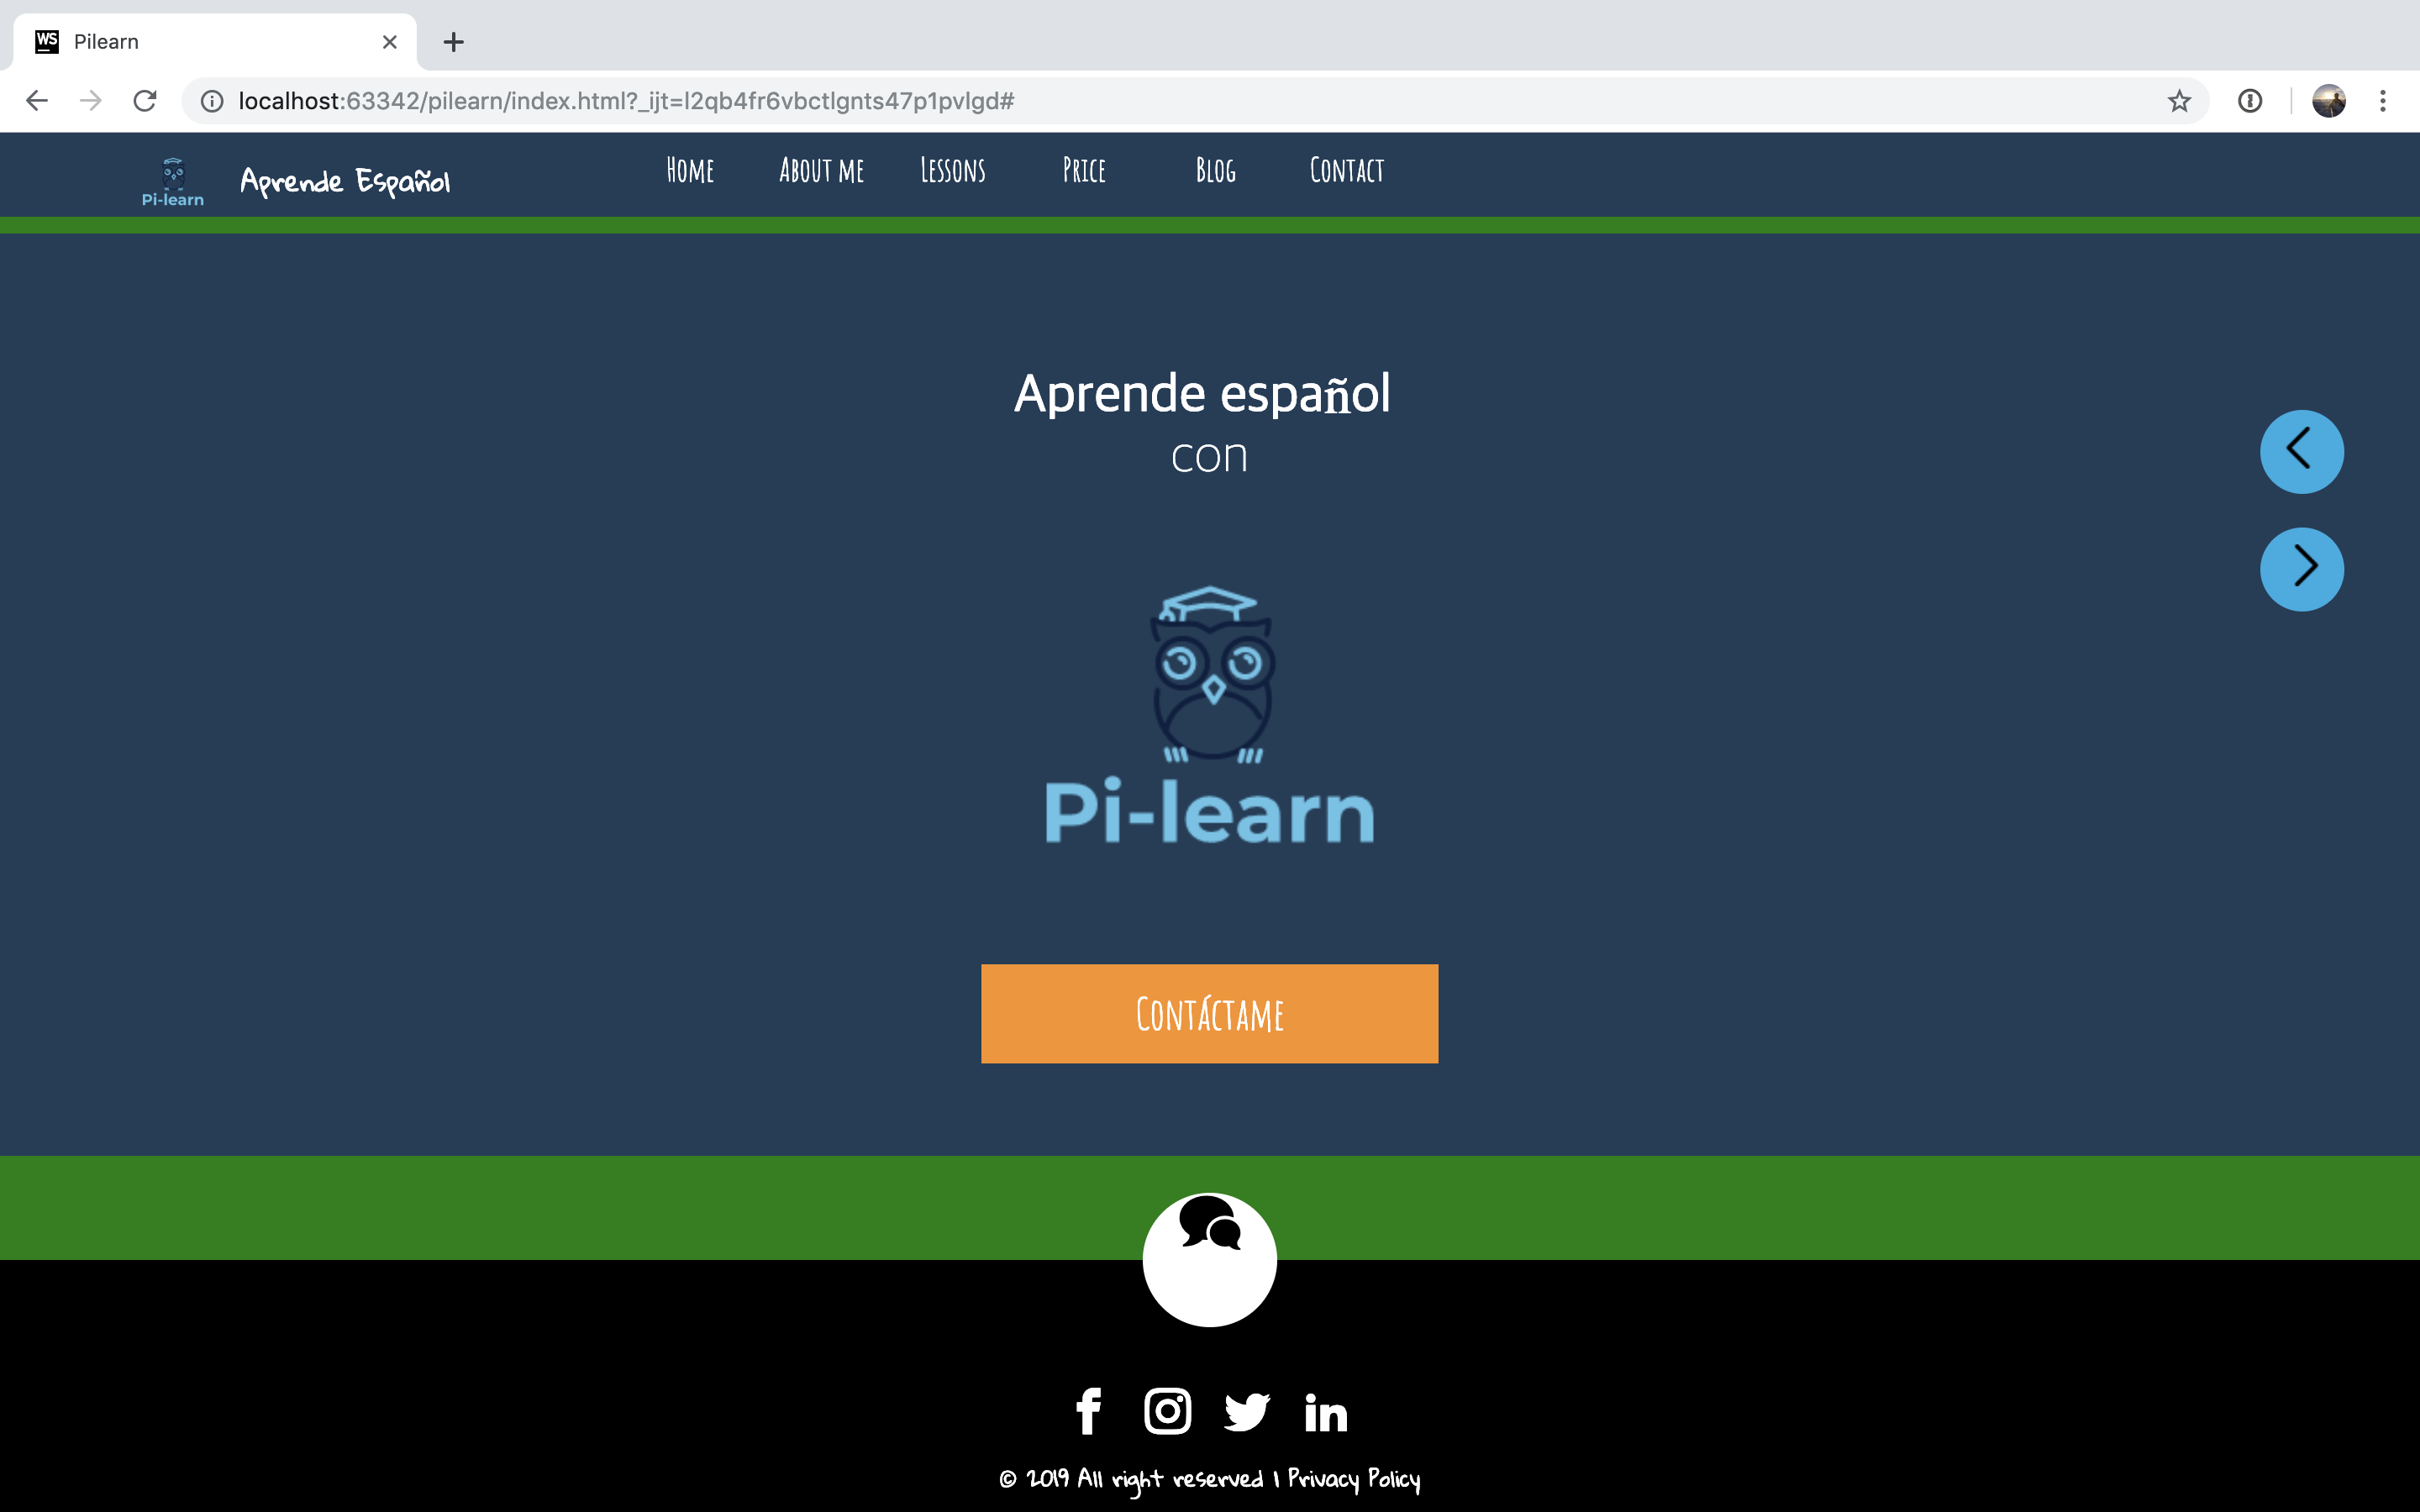 WS Pilearn
localhost:63342/pilearn/index.html?_ijt=l2qb4fr6vbctlgnts47p1pvlgd#
Pi-learn
Aprende Español
Home About me Lessons Price Blog Contact
Aprende español
con
Pi-learn
Contáctame
© 2019 All right reserved | Privacy Policy